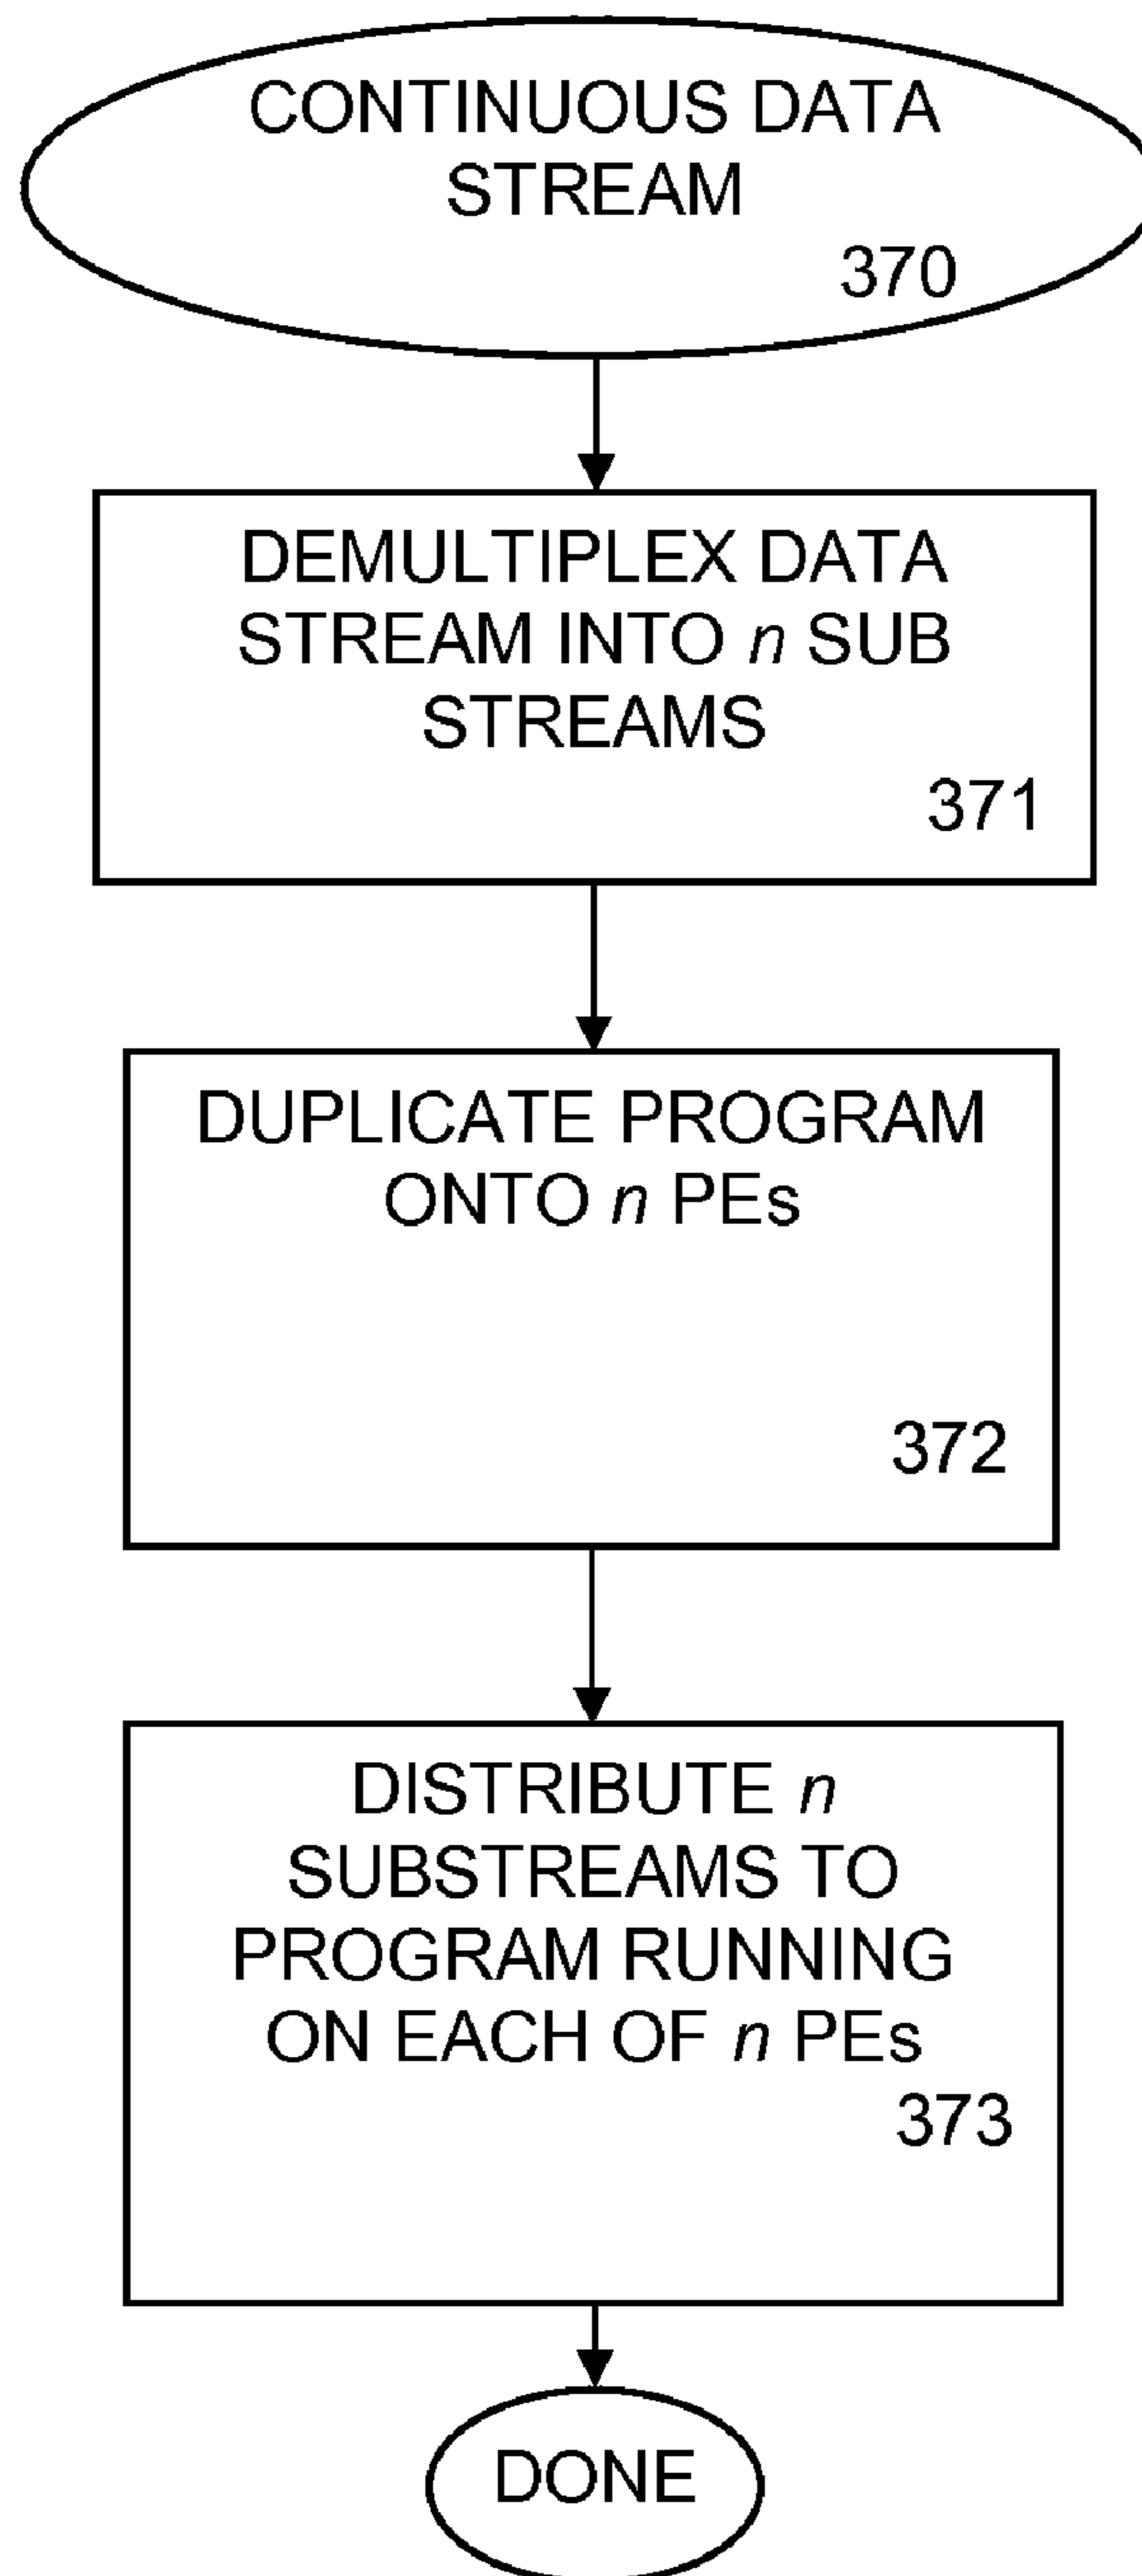 CONTINUOUS DATA
STREAM
370
DEMULTIPLEX DATA
STREAM INTO n SUB
STREAMS
371
DUPLICATE PROGRAM
ONTO n PEs
372
DISTRIBUTE n
SUBSTREAMS TO
PROGRAM RUNNING
ON EACH OF n PEs
373
DONE